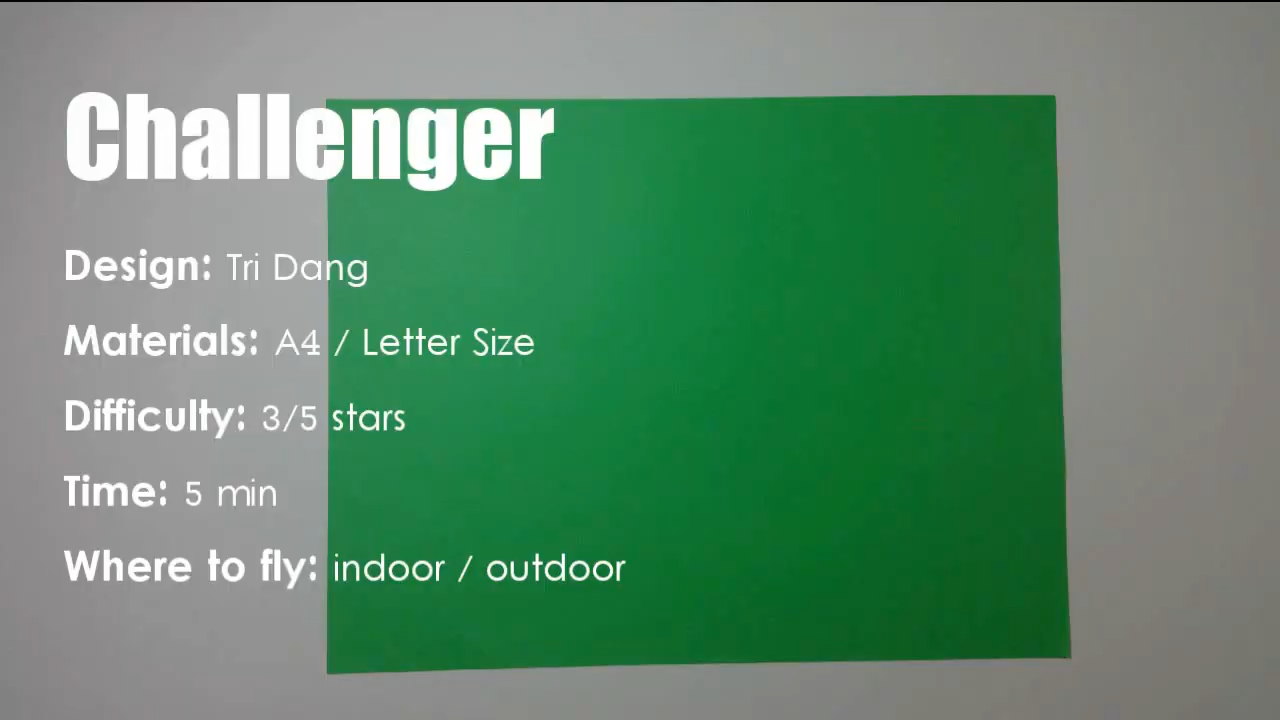 Challenger
Design: Tri Dang
Materials: A4 / Letter Size
Difficulty: 3/5 stars
Time: 5 min
Where to fly: indoor / outdoor